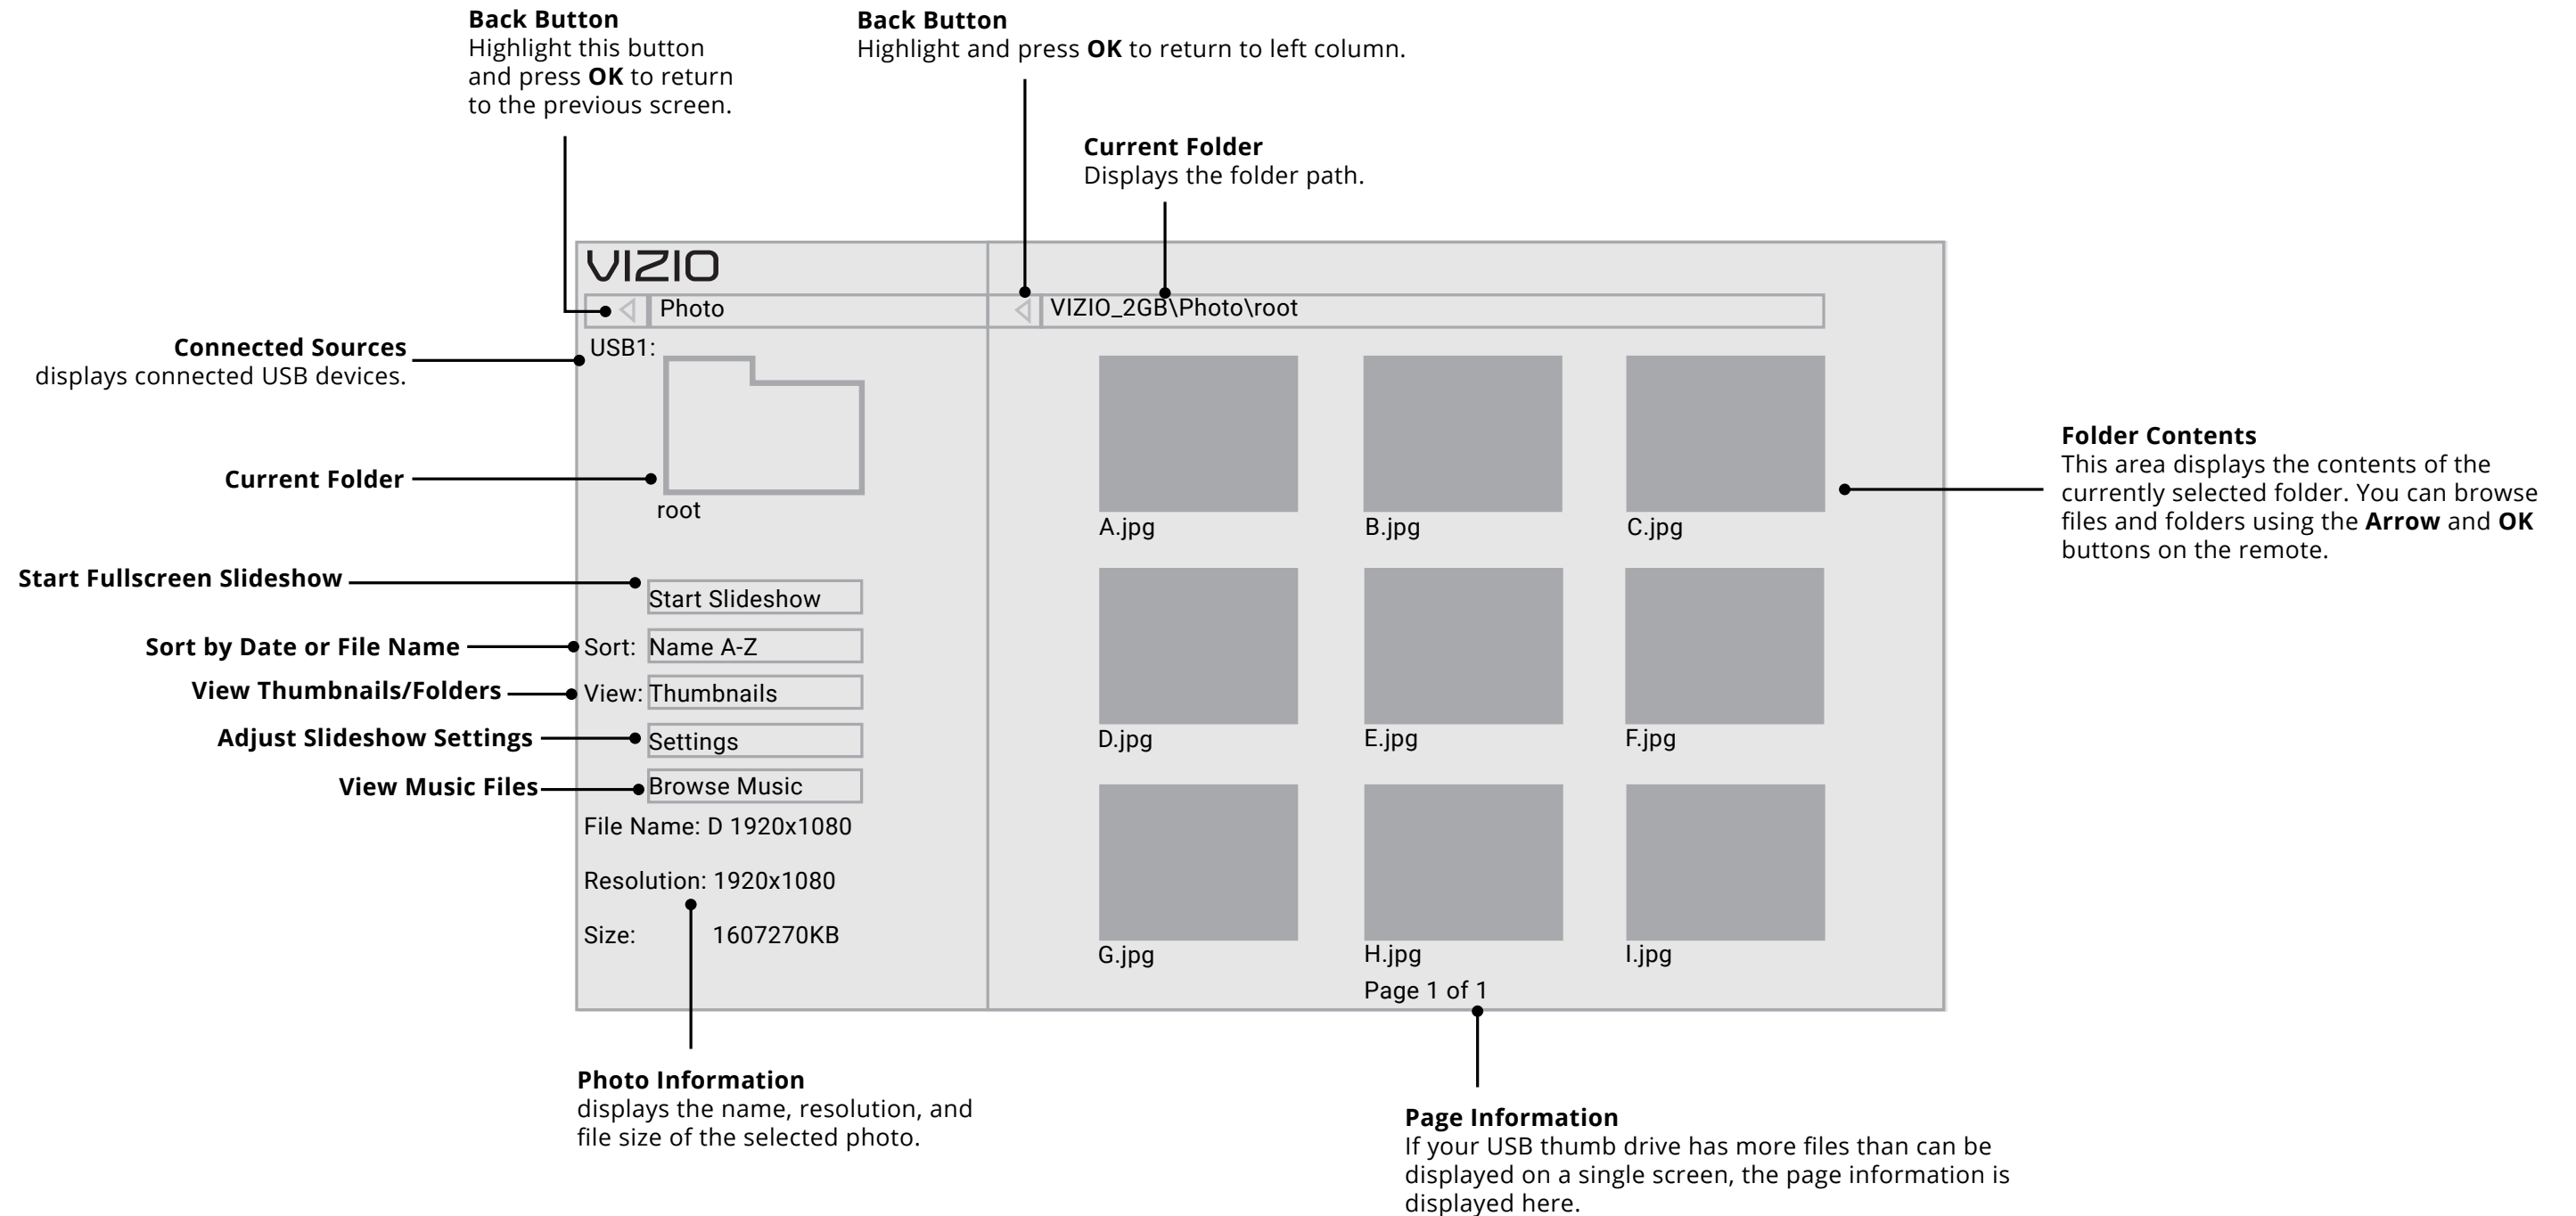 Back Button
Highlight this button
and press OK to return
to the previous screen.
Back Button
Highlight and press OK to return to left column.
Current Folder
Displays the folder path.
VIZIO
Photo
VIZIO_2GB\Photo\root
Connected Sources
displays connected USB devices.
USB1:
Current Folder
root
Start Fullscreen Slideshow
Start Slideshow
Sort by Date or File Name
Sort: Name A-Z
View Thumbnails/Folders
View: Thumbnails
Adjust Slideshow Settings
Settings
View Music Files
Browse Music
File Name: D 1920x1080
Resolution: 1920x1080
Size: 1607270KB
A.jpg
B.jpg
C.jpg
D.jpg
E.jpg
F.jpg
G.jpg
H.jpg
I.jpg
Page 1 of 1
Folder Contents
This area displays the contents of the
currently selected folder. You can browse
files and folders using the Arrow and OK
buttons on the remote.
Photo Information
displays the name, resolution, and
file size of the selected photo.
Page Information
If your USB thumb drive has more files than can be
displayed on a single screen, the page information is
displayed here.